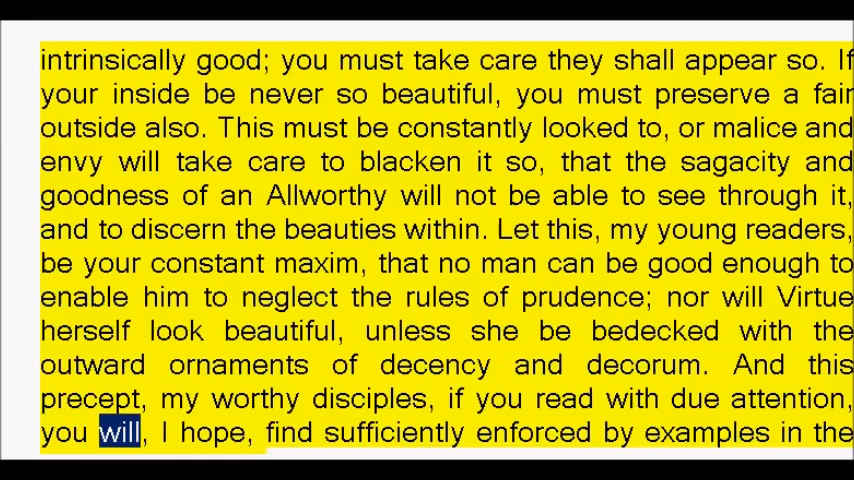 intrinsically good; you must take care they shall appear so. If
your inside be never so beautiful, you must preserve a fair
outside also. This must be constantly looked to, or malice and
envy will take care to blacken it so, that the sagacity and
goodness of an Allworthy will not be able to see through it,
and to discern the beauties within. Let this, my young readers,
be your constant maxim, that no man can be good enough to
enable him to neglect the rules of prudence; nor will Virtue
herself look beautiful, unless she be bedecked with the
outward ornaments of decency and decorum. And this
precept, my worthy disciples, if you read with due attention,
you will, I hope, find sufficiently enforced by examples in the